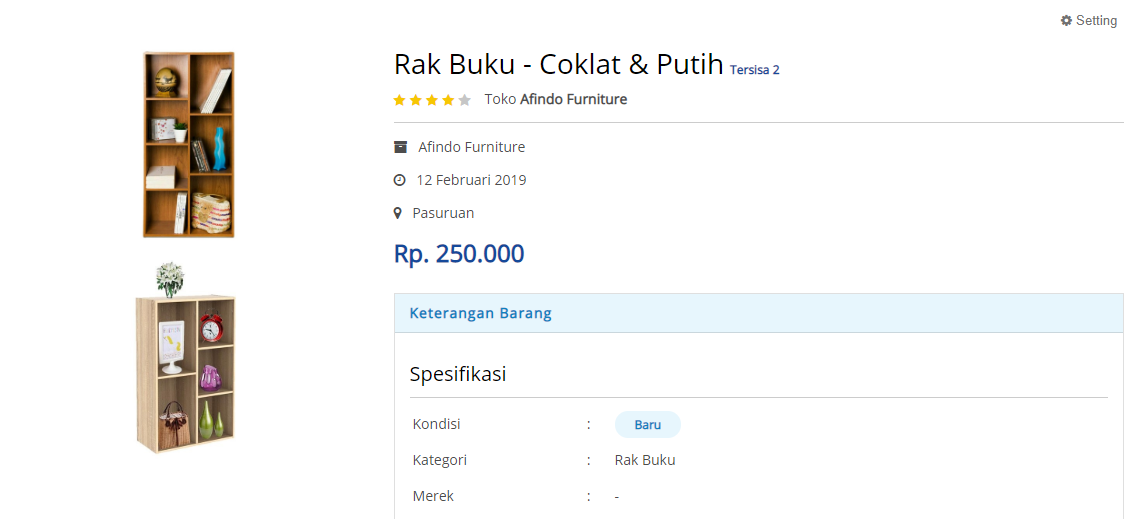 Setting
Rak Buku - Coklat & Putih Tersisa 2
Toko Afindo Furniture
Afindo Furniture
12 Februari 2019
Pasuruan
Rp. 250.000
Keterangan Barang
Spesifikasi
Kondisi : Baru
Kategori : Rak Buku
Merek : -